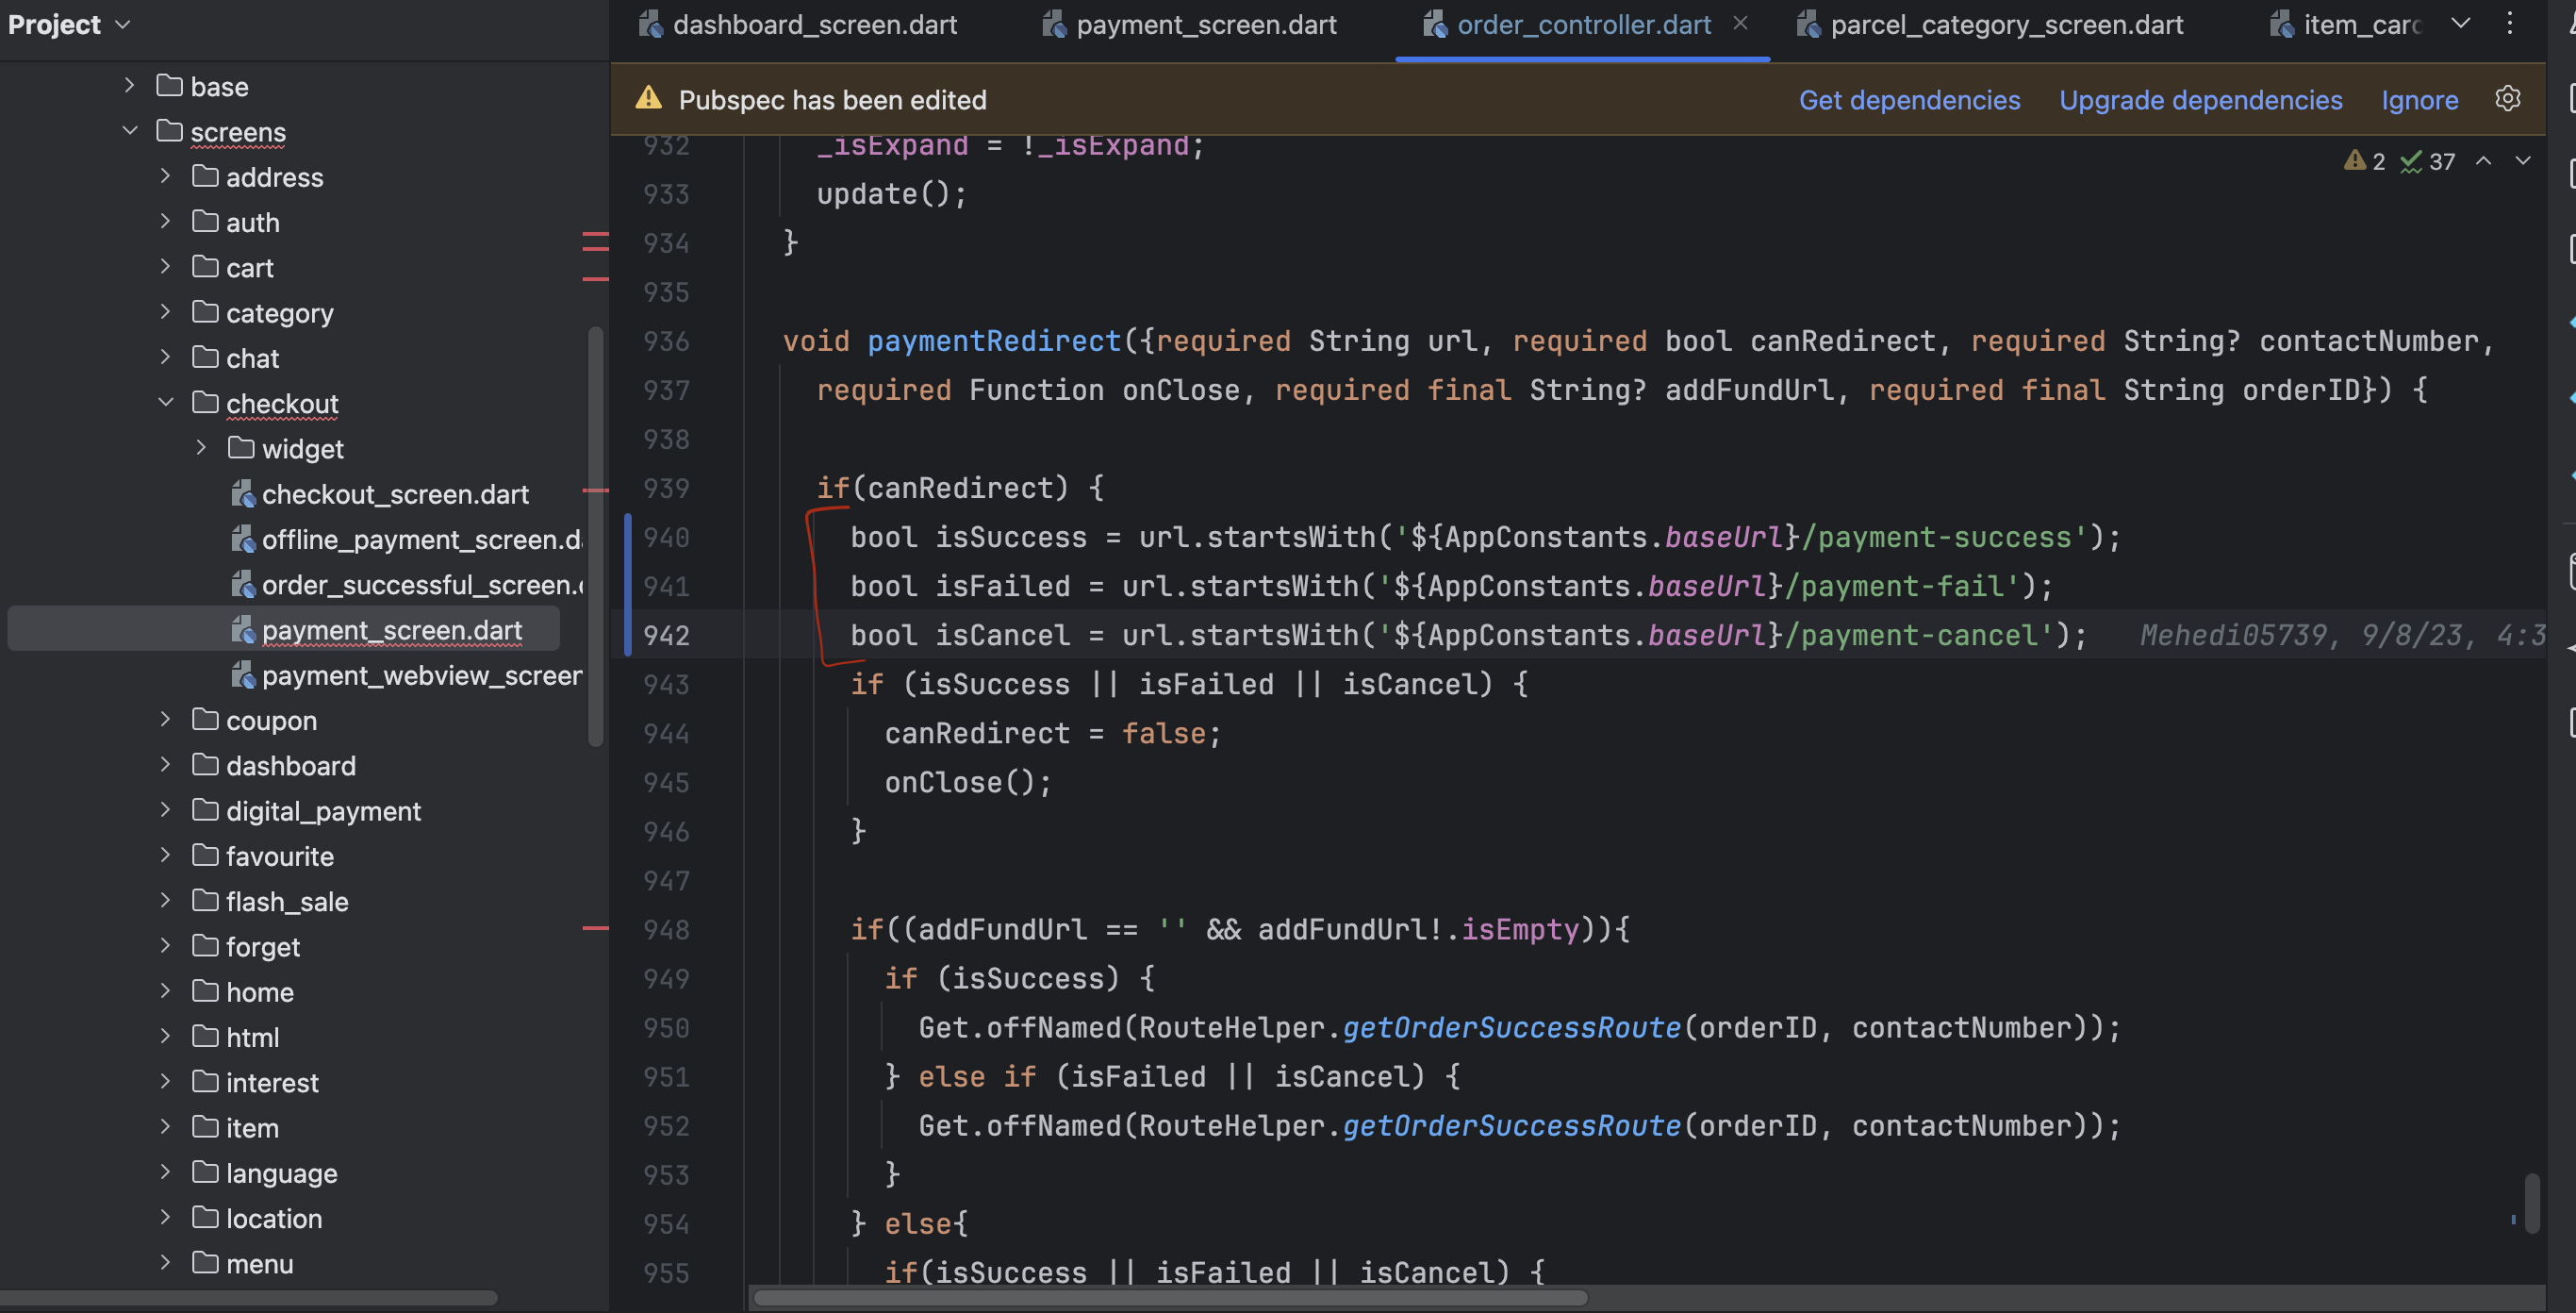 Project
dashboard_screen.dart
payment_screen.dart
order_controller.dart
parcel_category_screen.dart
Pubspec has been edited
Get dependencies
Upgrade dependencies
Ignore
2
37
base
screens
address
auth
cart
category
chat
checkout
widget
checkout_screen.dart
offline_payment_screen.d
order_successful_screen.
payment_screen.dart
payment_webview_screen
coupon
dashboard
digital_payment
favourite
flash_sale
forget
home
html
interest
item
language
location
menu
932 _isExpand = !_isExpand;
933 update();
934 }
935
936 void paymentRedirect({required String url, required bool canRedirect, required String? contactNumber,
937 required Function onClose, required final String? addFundUrl, required final String orderID}) {
938
939 if(canRedirect) {
940 bool isSuccess = url.startsWith('${AppConstants.baseUrl}/payment-success');
941 bool isFailed = url.startsWith('${AppConstants.baseUrl}/payment-fail');
942 bool isCancel = url.startsWith('${AppConstants.baseUrl}/payment-cancel'); Mehedi05739, 9/8/23, 4:3
943 if (isSuccess || isFailed || isCancel) {
944 canRedirect = false;
945 onClose();
946 }
947
948 if((addFundUrl == '' && addFundUrl!.isEmpty)){
949 if (isSuccess) {
950 Get.offNamed(RouteHelper.getOrderSuccessRoute(orderID, contactNumber));
951 } else if (isFailed || isCancel) {
952 Get.offNamed(RouteHelper.getOrderSuccessRoute(orderID, contactNumber));
953 }
954 } else{
955 if(isSuccess || isFailed || isCancel) {